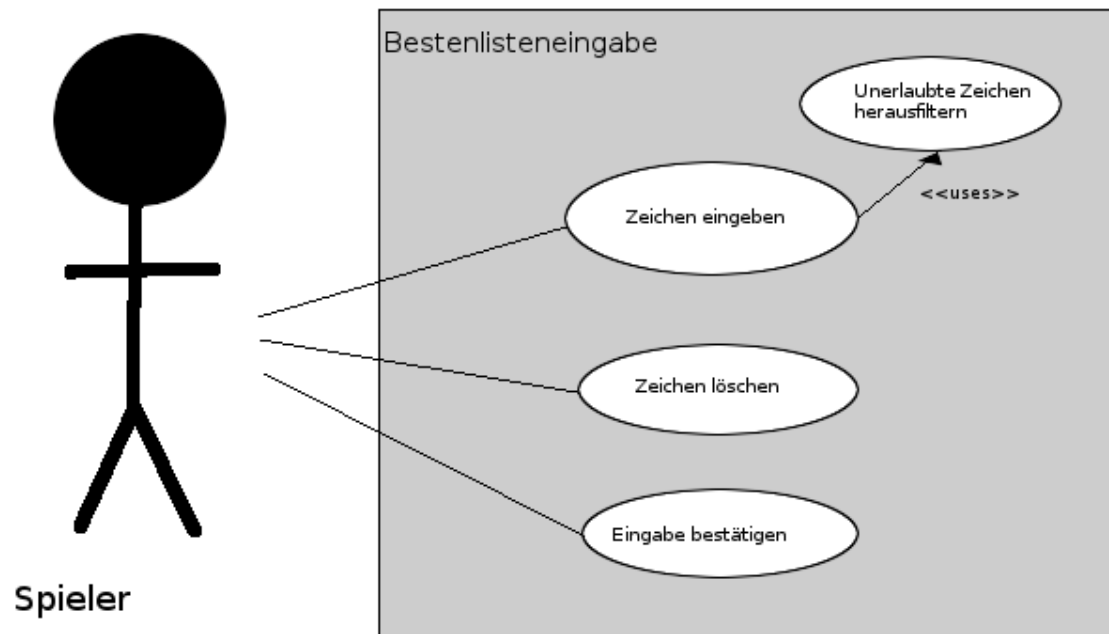 Bestenlisteneingabe
Unerlaubte Zeichen
herausfiltern
<<uses>>
Zeichen eingeben
Zeichen löschen
Eingabe bestätigen
Spieler